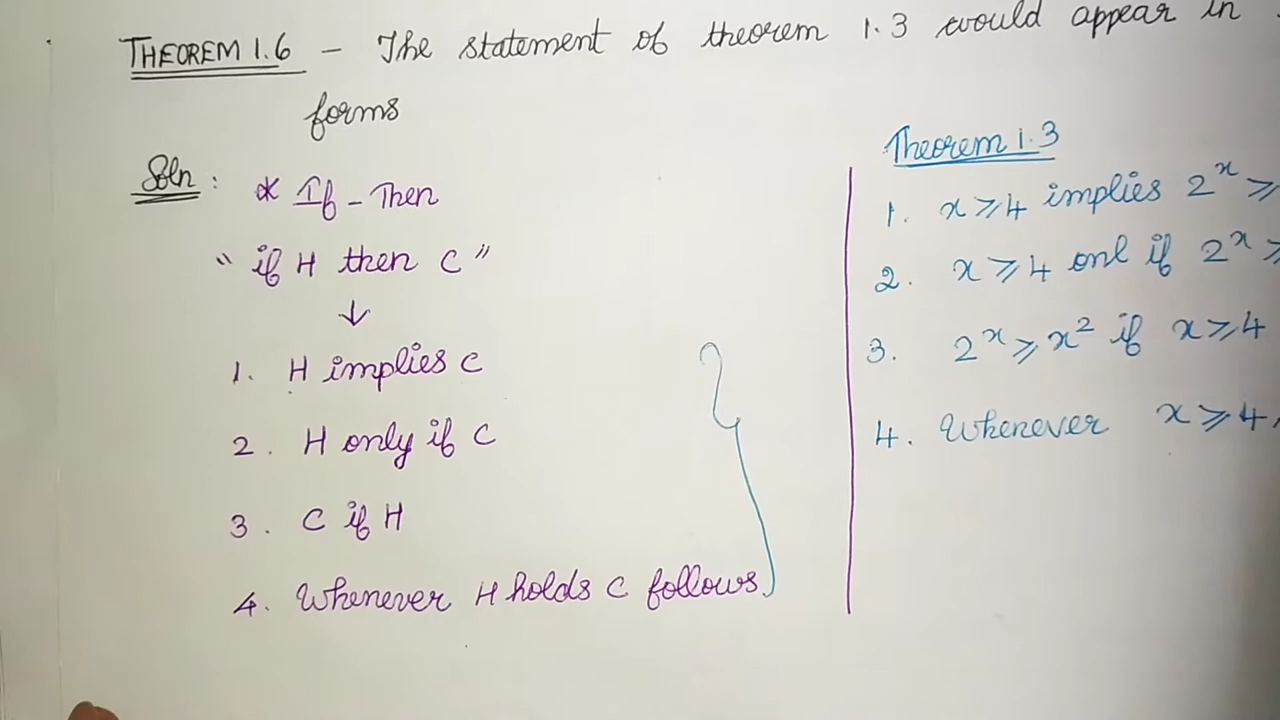 THEOREM 1.6 - The statement of theorem 1.3 would appear in
forms
Soln :
* If - Then
" if H then C "
↓
1. H implies C
2. H only if C
3. C if H
4. Whenever H holds C follows.
Theorem 1.3
1. x ≥ 4 implies 2^x ≥
2. x ≥ 4 onl if 2^x ≥
3. 2^x ≥ x² if x ≥ 4
4. Whenever x ≥ 4,